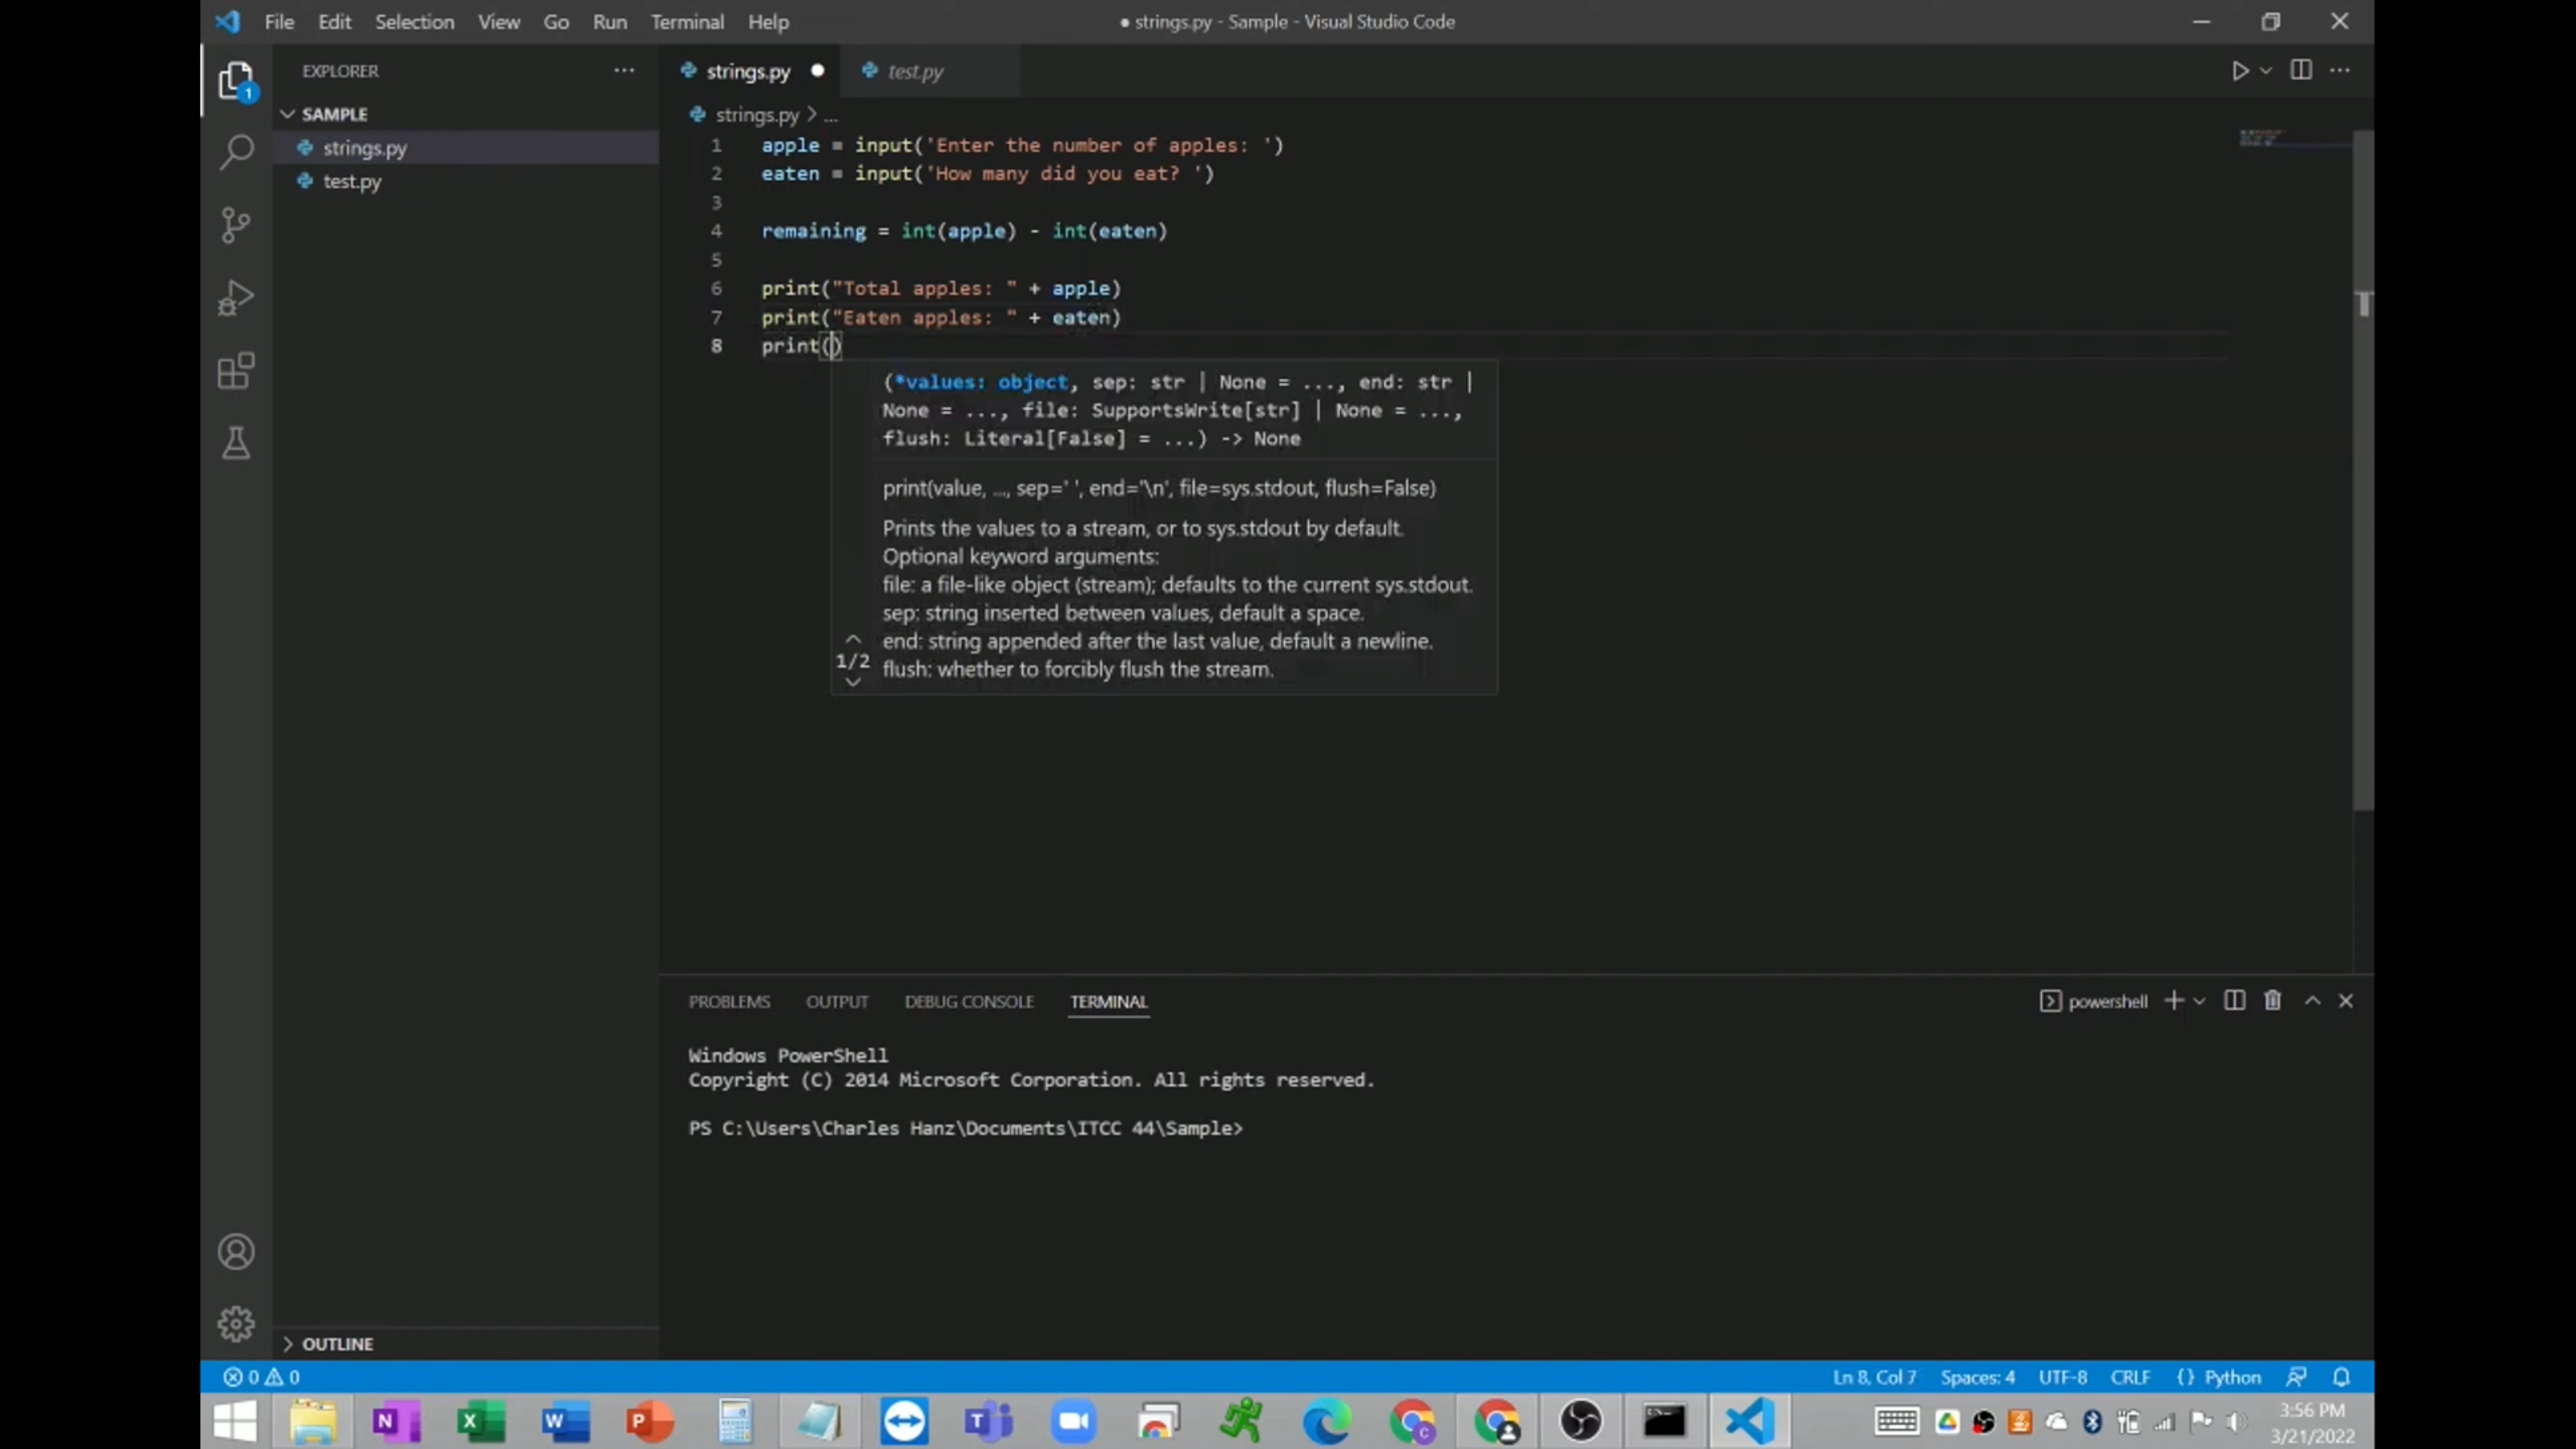 File Edit Selection View Go Run Terminal Help
● strings.py - Sample - Visual Studio Code
EXPLORER
1
SAMPLE
strings.py
test.py
OUTLINE
strings.py test.py
strings.py > ...
1 apple = input('Enter the number of apples: ')
2 eaten = input('How many did you eat? ')
3
4 remaining = int(apple) - int(eaten)
5
6 print("Total apples: " + apple)
7 print("Eaten apples: " + eaten)
8 print()
(*values: object, sep: str | None = ..., end: str |
None = ..., file: SupportsWrite[str] | None = ...,
flush: Literal[False] = ...) -> None
print(value, ..., sep=' ', end='\n', file=sys.stdout, flush=False)
Prints the values to a stream, or to sys.stdout by default.
Optional keyword arguments:
file: a file-like object (stream); defaults to the current sys.stdout.
sep: string inserted between values, default a space.
end: string appended after the last value, default a newline.
1/2
flush: whether to forcibly flush the stream.
PROBLEMS OUTPUT DEBUG CONSOLE TERMINAL
powershell
Windows PowerShell
Copyright (C) 2014 Microsoft Corporation. All rights reserved.
PS C:\Users\Charles Hanz\Documents\ITCC 44\Sample>
0 0
Ln 8, Col 7 Spaces: 4 UTF-8 CRLF {} Python
3:56 PM
3/21/2022